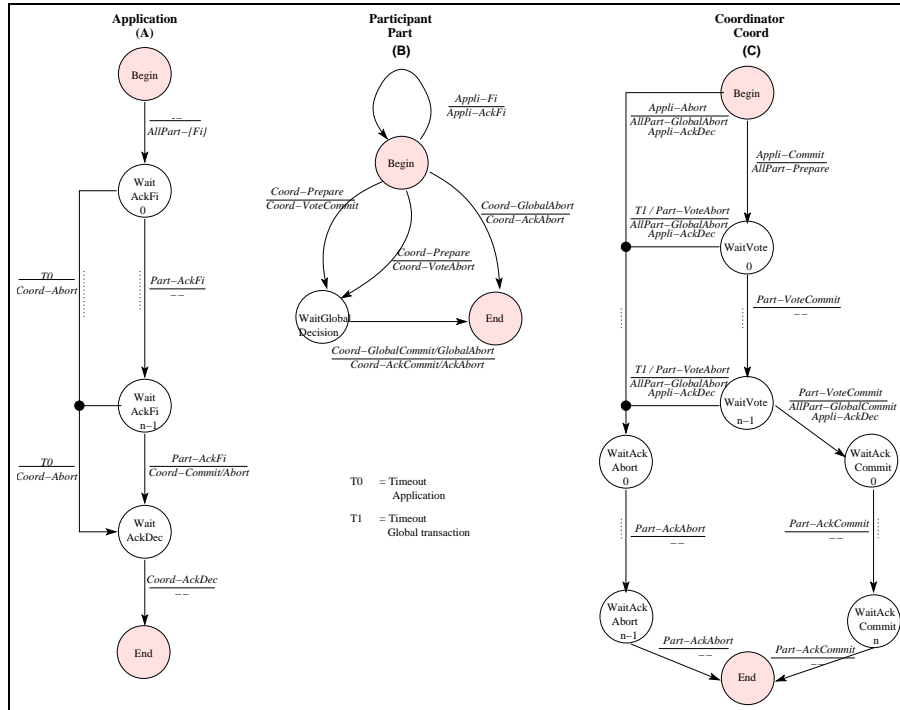 Application
(A)
Begin
--
AllPart-{Fi}
Wait
AckFi
0
T0
Coord-Abort
Part-AckFi
--
Wait
AckFi
n-1
T0
Coord-Abort
Part-AckFi
Coord-Commit/Abort
Wait
AckDec
Coord-AckDec
--
End
Participant
Part
(B)
Appli-Fi
Appli-AckFi
Begin
Coord-Prepare
Coord-VoteCommit
Coord-GlobalAbort
Coord-AckAbort
Coord-Prepare
Coord-VoteAbort
WaitGlobal
Decision
End
Coord-GlobalCommit/GlobalAbort
Coord-AckCommit/AckAbort
T0 = Timeout
Application
T1 = Timeout
Global transaction
Coordinator
Coord
(C)
Begin
Appli-Abort
AllPart-GlobalAbort
Appli-AckDec
Appli-Commit
AllPart-Prepare
T1 / Part-VoteAbort
AllPart-GlobalAbort
Appli-AckDec
WaitVote
0
Part-VoteCommit
--
T1 / Part-VoteAbort
AllPart-GlobalAbort
Appli-AckDec
WaitVote
n-1
Part-VoteCommit
AllPart-GlobalCommit
Appli-AckDec
WaitAck
Abort
0
WaitAck
Commit
0
Part-AckAbort
--
Part-AckCommit
--
WaitAck
Abort
n-1
WaitAck
Commit
n
Part-AckAbort
--
Part-AckCommit
--
End